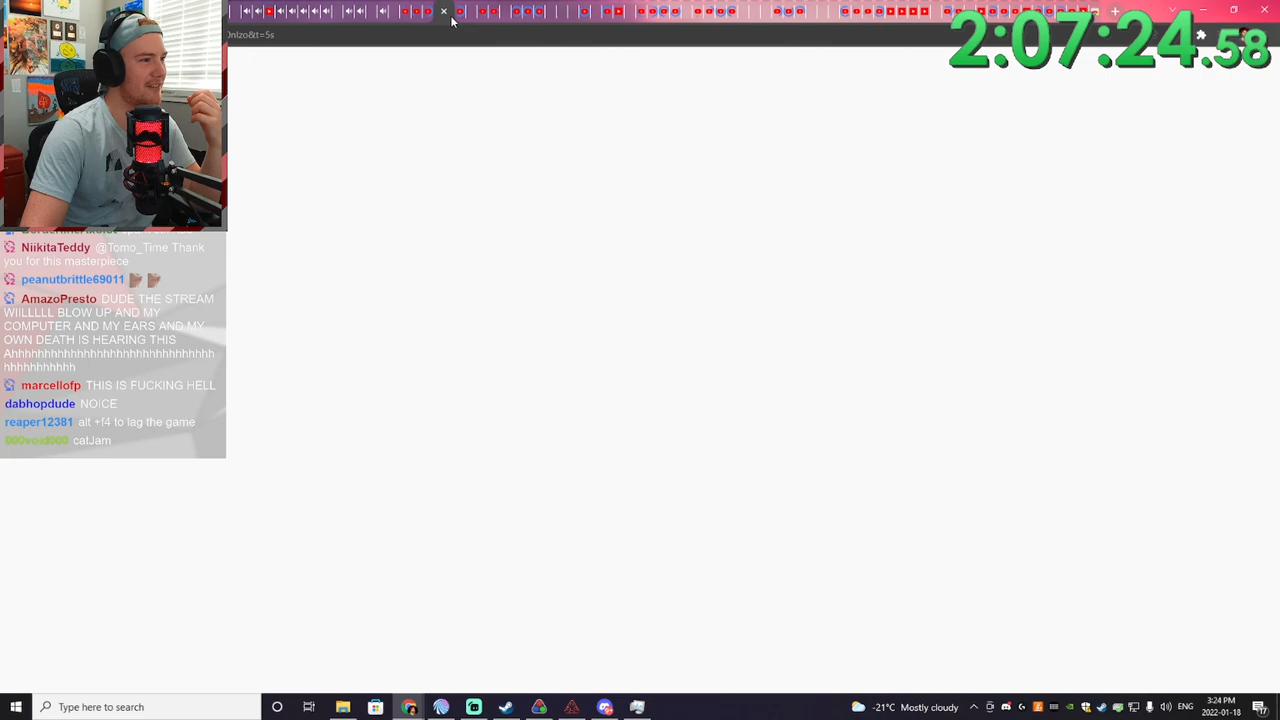 0nlzo&t=5s
.24.58
NiikitaTeddy @Tomo_Time Thank
you for this masterpiece
peanutbrittle69011
AmazoPresto DUDE THE STREAM
WIILLLLL BLOW UP AND MY
COMPUTER AND MY EARS AND MY
OWN DEATH IS HEARING THIS
Ahhhhhhhhhhhhhhhhhhhhhhhhhhhhhhh
hhhhhhhhhhh
marcellofp THIS IS FUCKING HELL
dabhopdude NOICE
reaper12381 alt +f4 to lag the game
000void000 catJam
Type here to search
-21°C Mostly cloudy
ENG
3:24 PM
2022-01-18
17